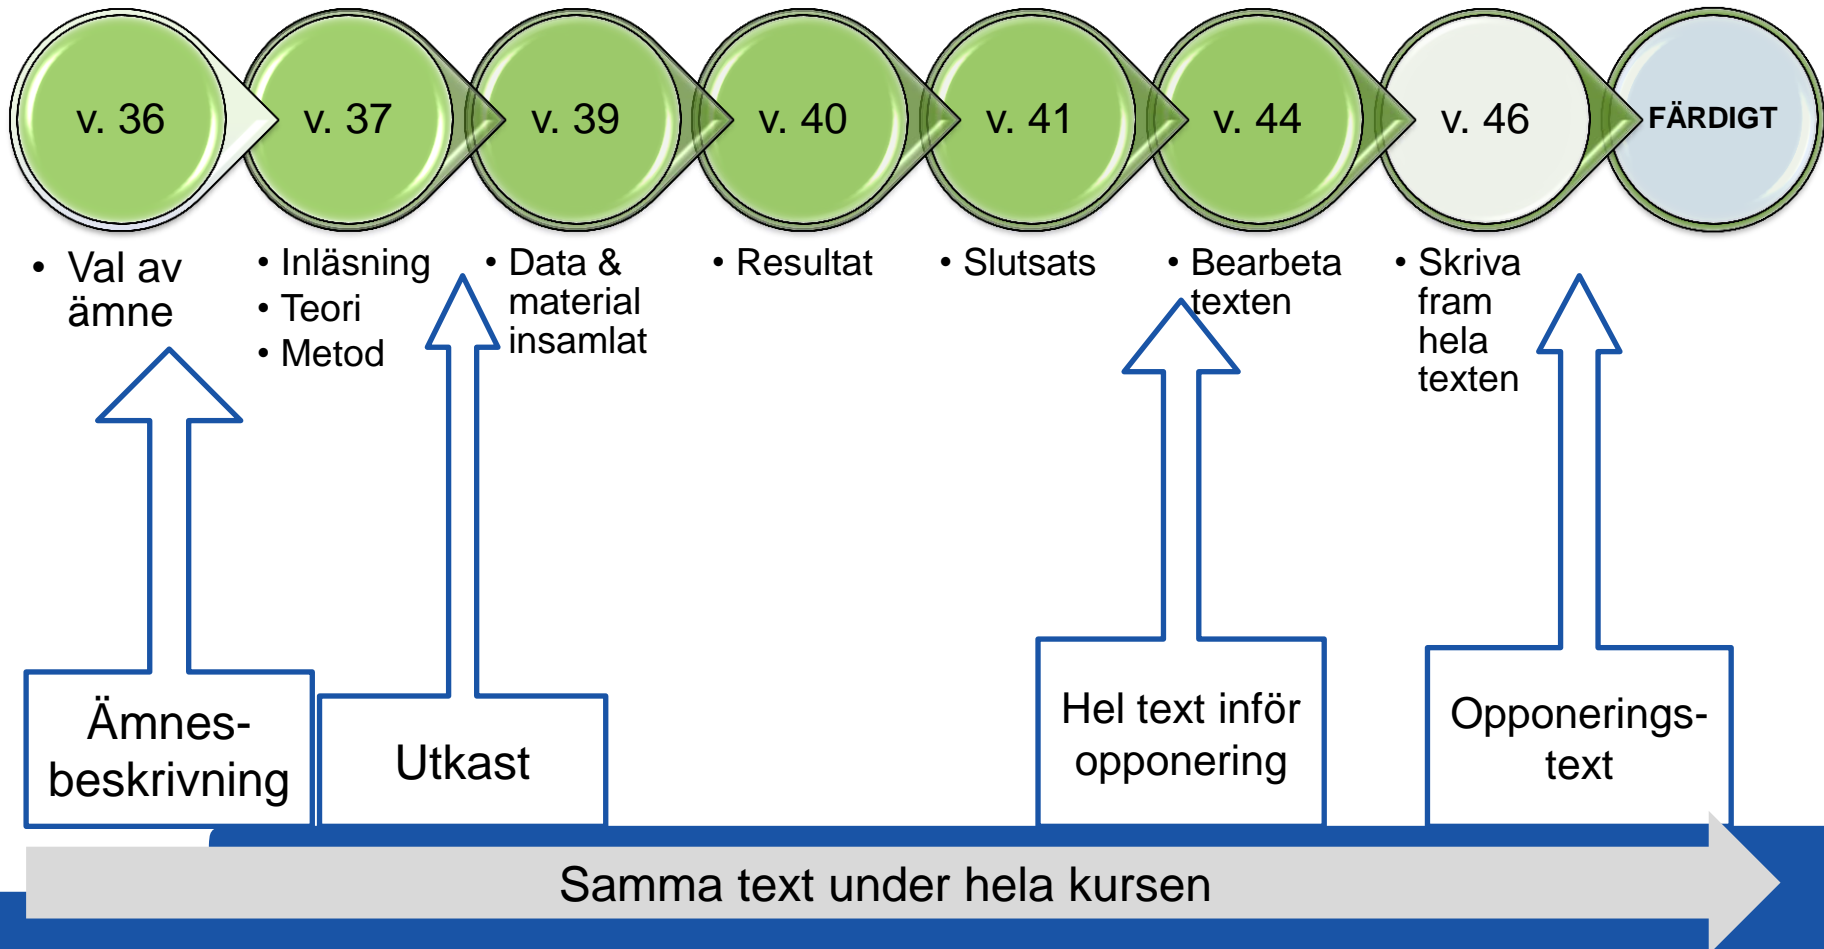 v. 36
v. 37
v. 39
v. 40
v. 41
v. 44
v. 46
FÄRDIGT
• Val av
ämne
• Inläsning
• Teori
• Metod
• Data &
material
insamlat
• Resultat
• Slutsats
• Bearbeta
texten
• Skriva
fram
hela
texten
Ämnes-
beskrivning
Utkast
Hel text inför
opponering
Opponerings-
text
Samma text under hela kursen